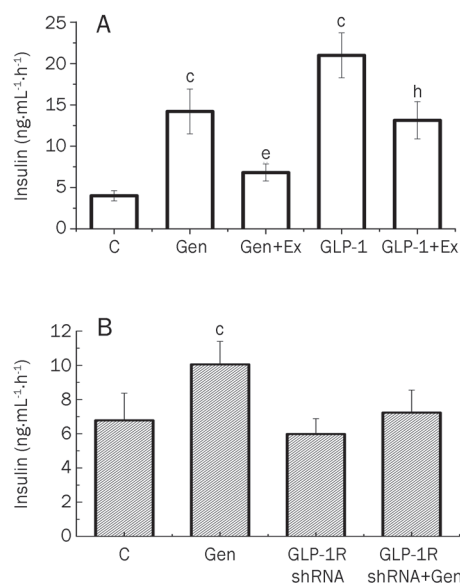 A
25
20
15
10
5
0
Insulin (ng·mL⁻¹·h⁻¹)
c
e
c
h
C Gen Gen+Ex GLP-1 GLP-1+Ex
B
12
10
8
6
4
2
0
Insulin (ng·mL⁻¹·h⁻¹)
c
C Gen GLP-1R GLP-1R
shRNA shRNA+Gen